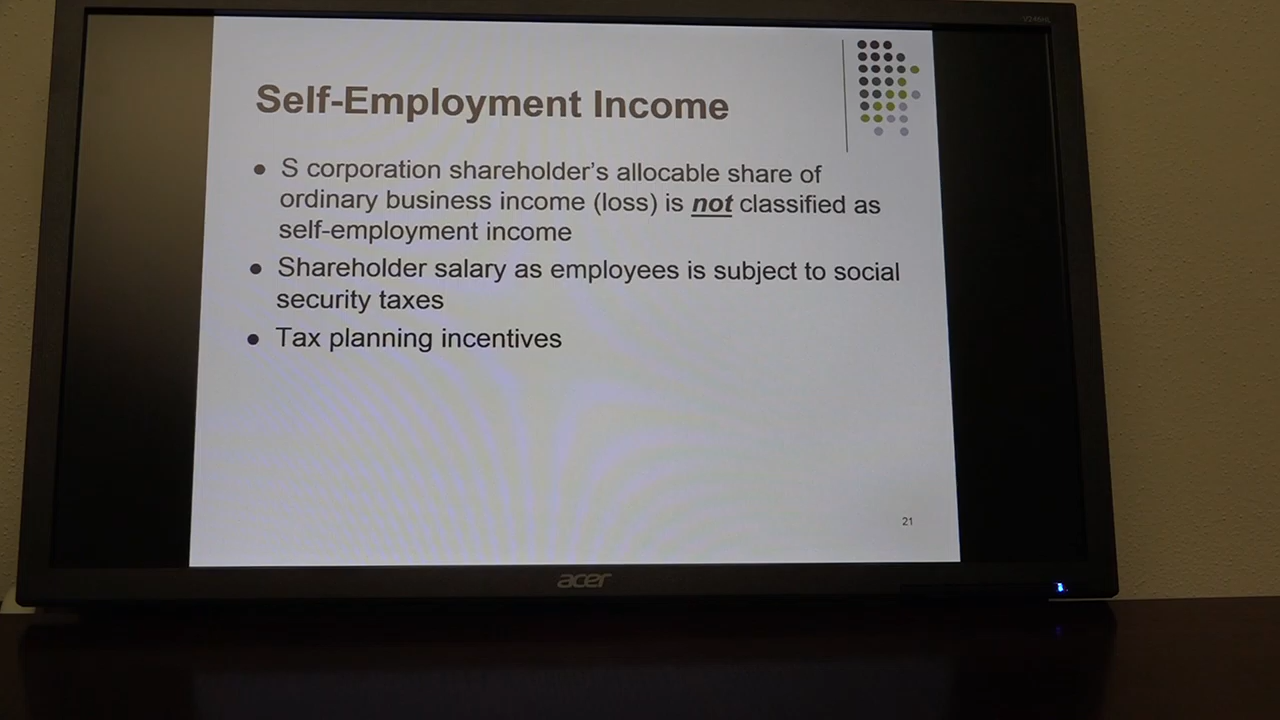 Self-Employment Income
● S corporation shareholder's allocable share of
ordinary business income (loss) is not classified as
self-employment income
● Shareholder salary as employees is subject to social
security taxes
● Tax planning incentives
21
acer